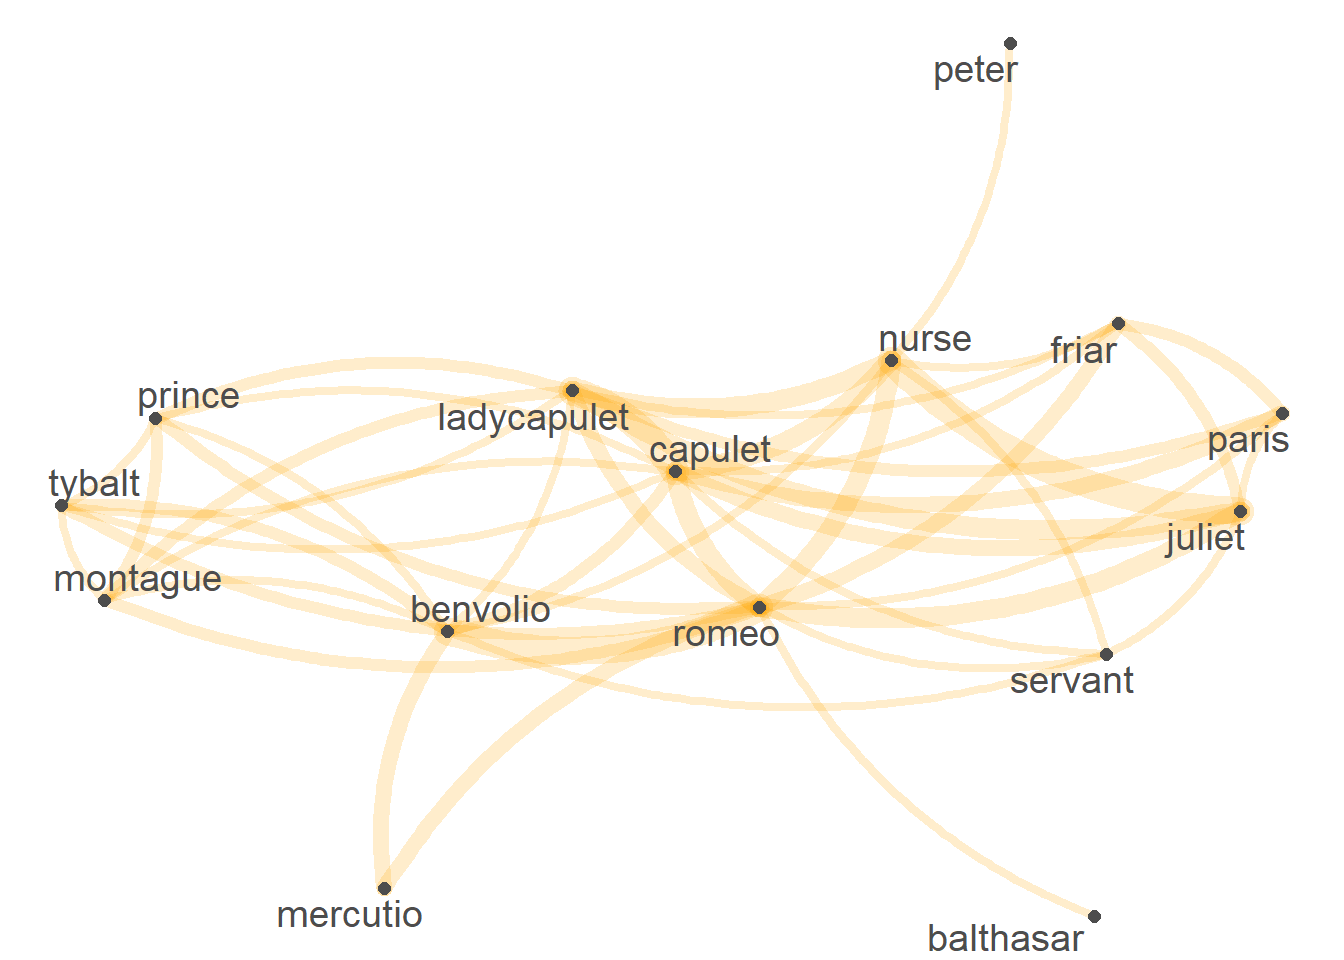 peter
nurse
friar
prince
ladycapulet
paris
capulet
tybalt
juliet
montague
benvolio
romeo
servant
mercutio
balthasar